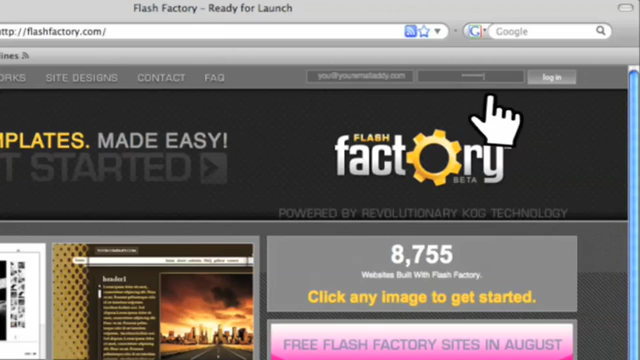 Flash Factory - Ready for Launch
http://flashfactory.com/
Google
lines
WORKS SITE DESIGNS CONTACT FAQ
you@youremailaddy.com
log in
MPLATES. MADE EASY!
T STARTED
FLASH
factory
BETA
POWERED BY REVOLUTIONARY KOG TECHNOLOGY
8,755
Websites Built With Flash Factory.
Click any image to get started.
header1
FREE FLASH FACTORY SITES IN AUGUST